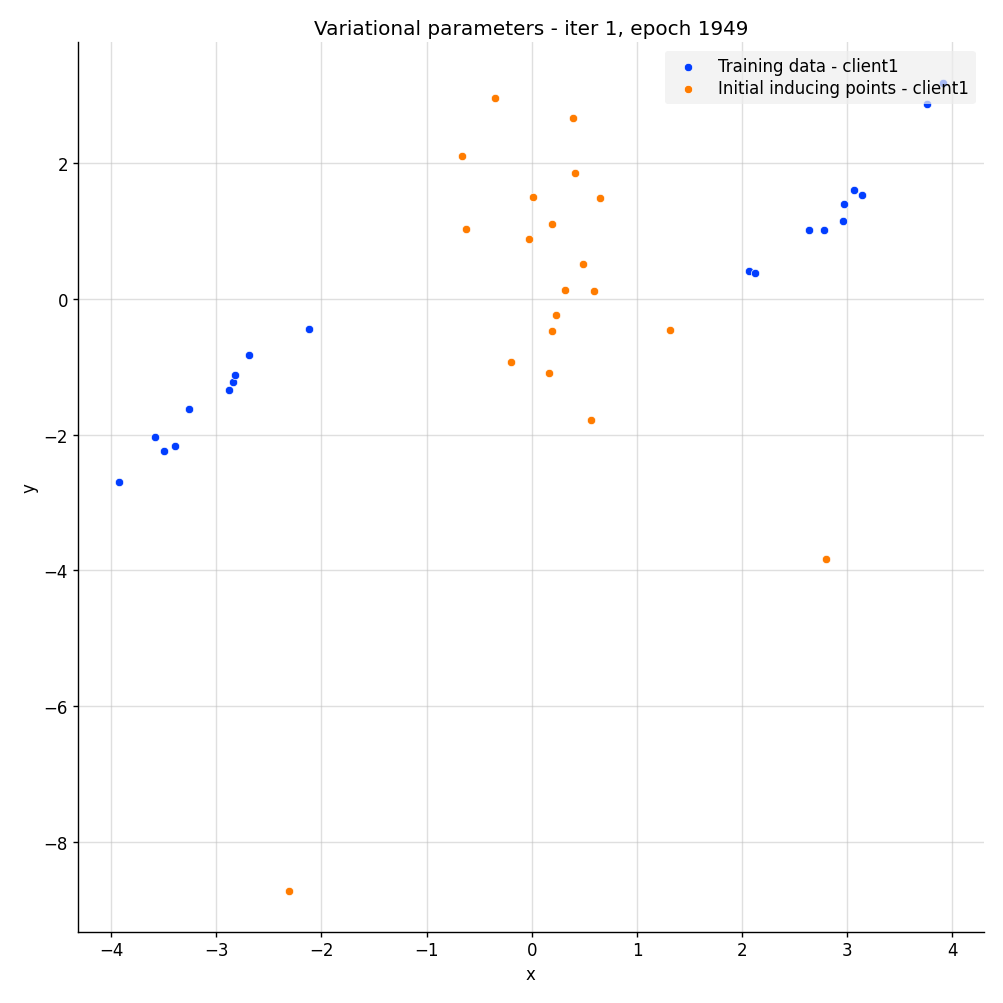 Variational parameters - iter 1, epoch 1949
Training data - client1
Initial inducing points - client1
2
0
−2
−4
−6
−8
y
−4 −3 −2 −1 0 1 2 3 4
x